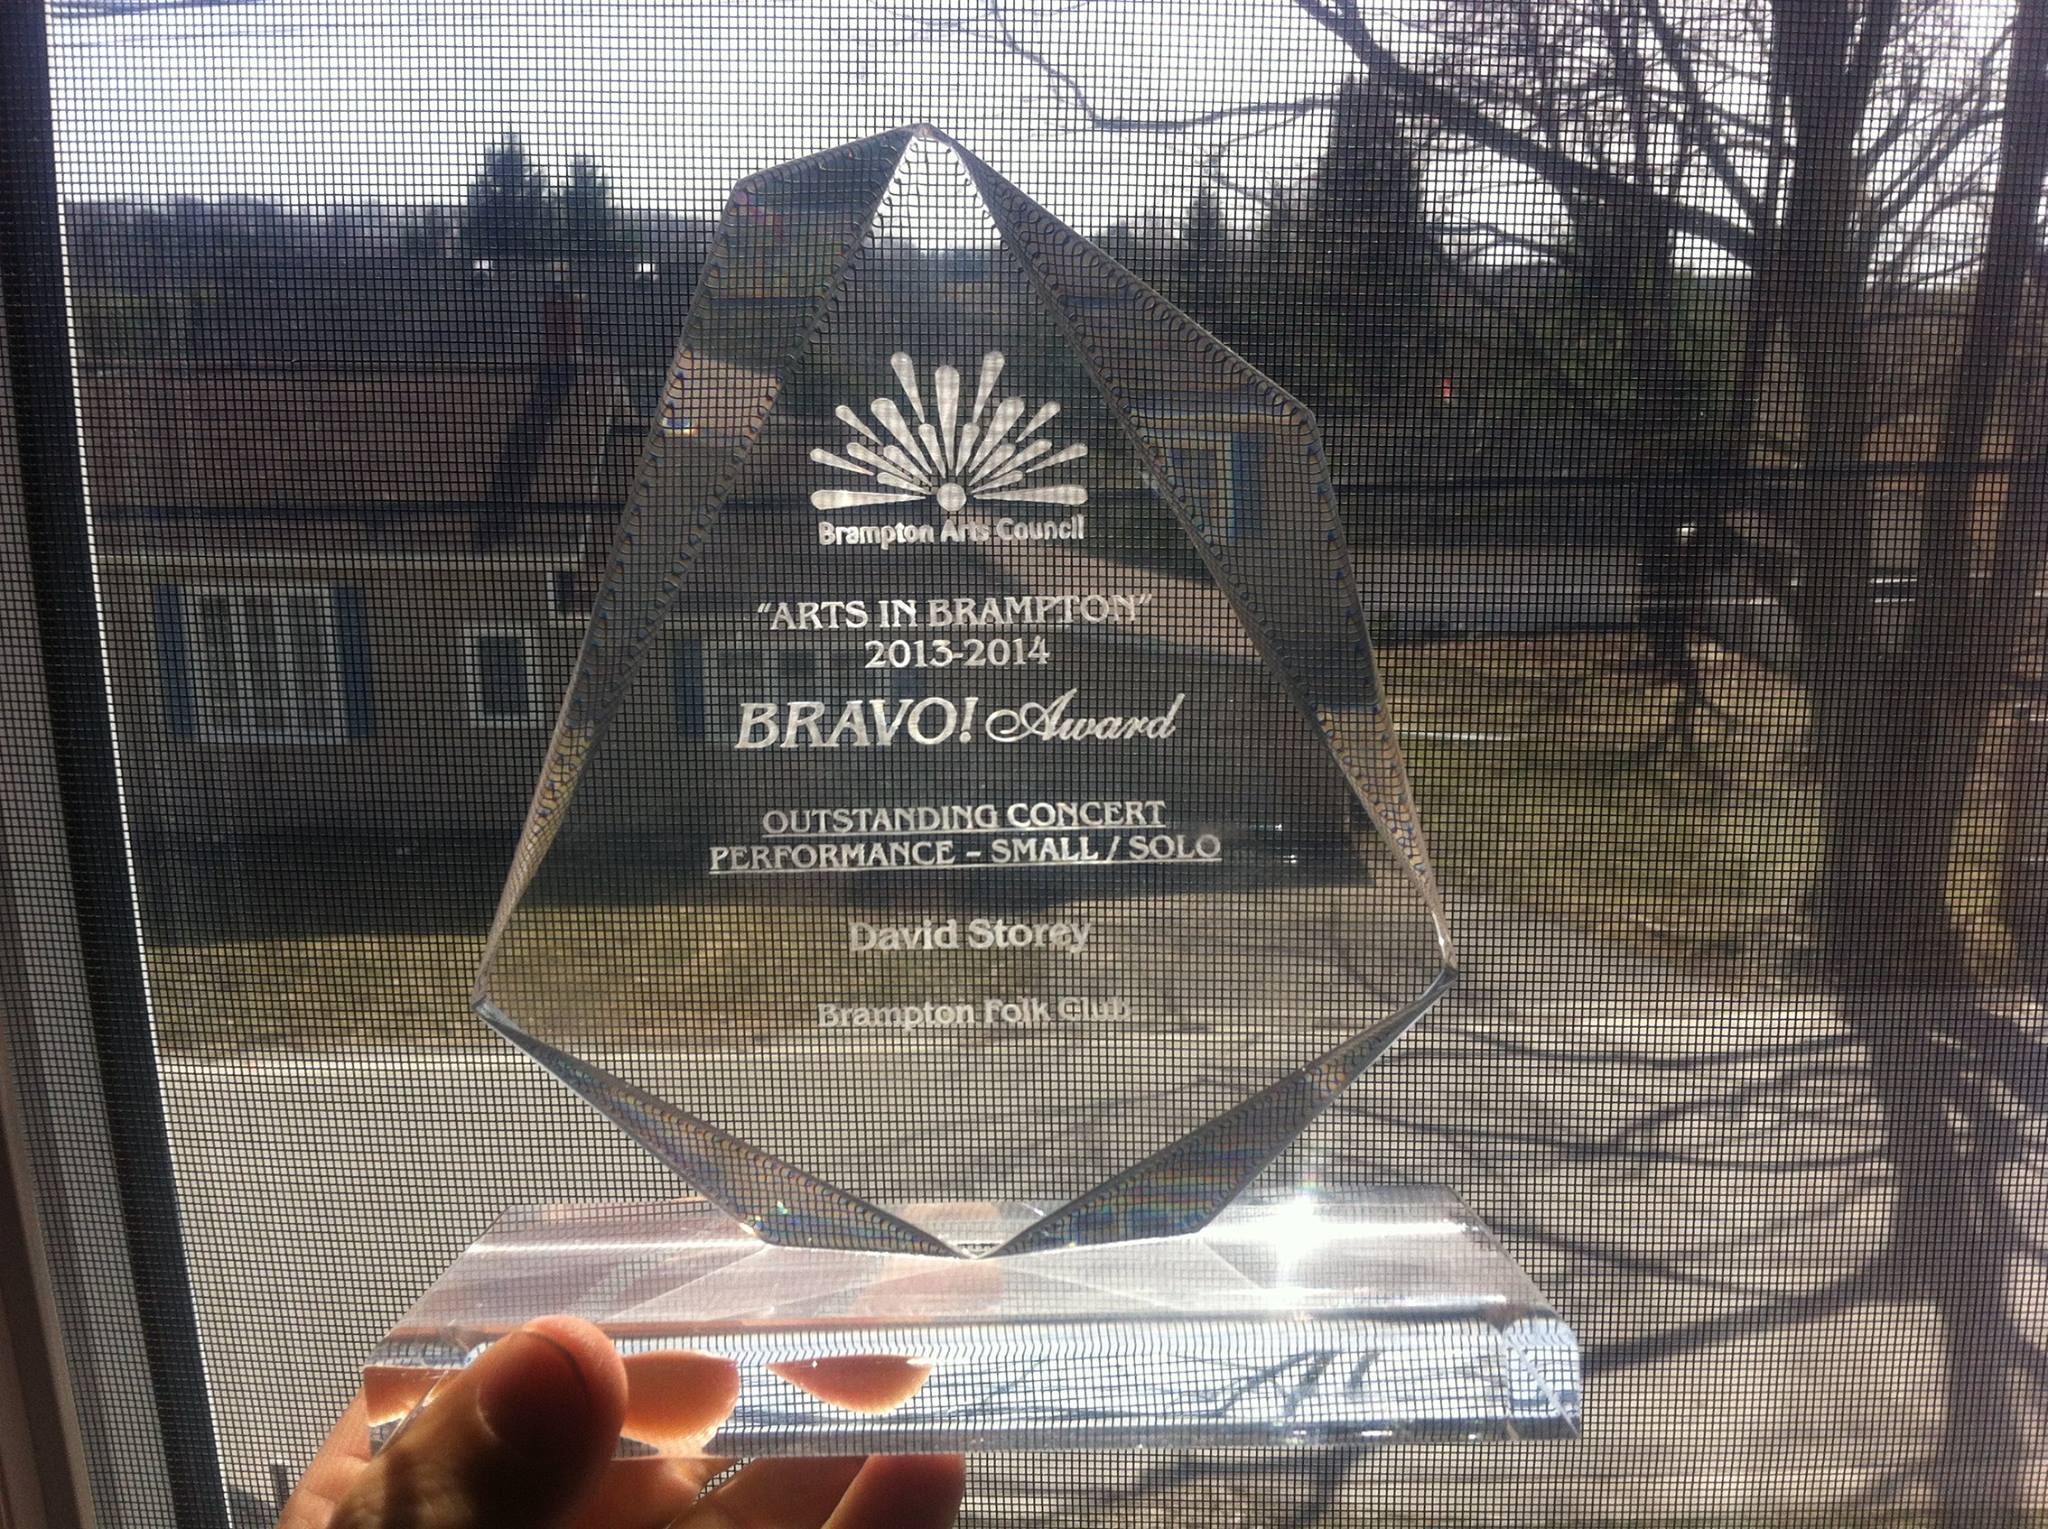 Brampton Arts Council
"ARTS IN BRAMPTON"
2013-2014
BRAVO! Award
OUTSTANDING CONCERT
PERFORMANCE – SMALL / SOLO
David Storey
Brampton Folk Club